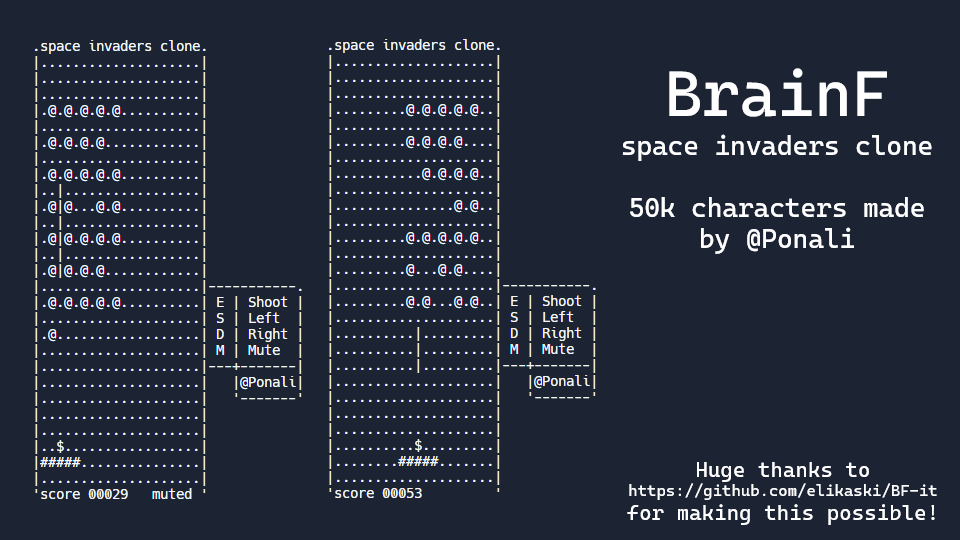 .space invaders clone.
|....................|
|....................|
|....................|
|.@.@.@.@.@..........|
|....................|
|.@.@.@.@............|
|....................|
|.@.@.@.@.@..........|
|..|.................|
|.@|@...@.@..........|
|..|.................|
|.@|@.@.@.@..........|
|..|.................|
|.@|@.@.@............|
|....................|-----------.
|.@.@.@.@.@..........| E | Shoot |
|....................| S | Left  |
|.@..................| D | Right |
|....................| M | Mute  |
|....................|---+-------|
|....................|   |@Ponali|
|....................|   '-------'
|....................|
|....................|
|..$.................|
|#####...............|
|....................|
'score 00029   muted '
.space invaders clone.
|....................|
|....................|
|....................|
|.........@.@.@.@.@..|
|....................|
|.........@.@.@.@....|
|....................|
|...........@.@.@.@..|
|....................|
|...............@.@..|
|....................|
|.........@.@.@.@.@..|
|....................|
|.........@...@.@....|
|....................|-----------.
|.........@.@...@.@..| E | Shoot |
|....................| S | Left  |
|..........|.........| D | Right |
|..........|.........| M | Mute  |
|..........|.........|---+-------|
|....................|   |@Ponali|
|....................|   '-------'
|....................|
|....................|
|..........$.........|
|........#####.......|
|....................|
'score 00053         '
BrainF
space invaders clone
50k characters made
by @Ponali
Huge thanks to
https://github.com/elikaski/BF-it
for making this possible!